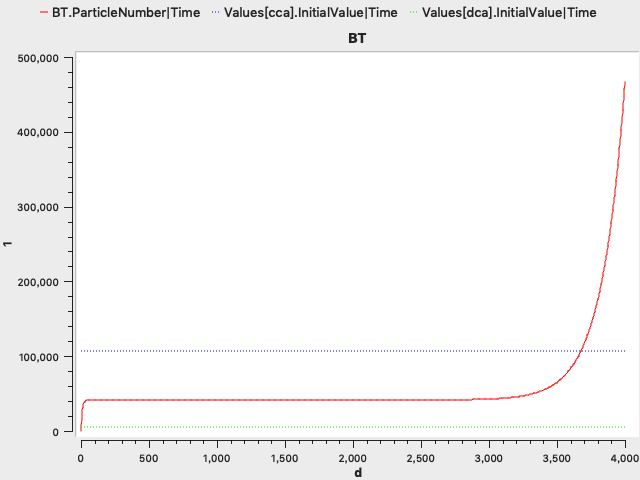 BT.ParticleNumber|Time Values[cca].InitialValue|Time Values[dca].InitialValue|Time
BT
500,000
400,000
300,000
200,000
100,000
0
1
0 500 1,000 1,500 2,000 2,500 3,000 3,500 4,000
d